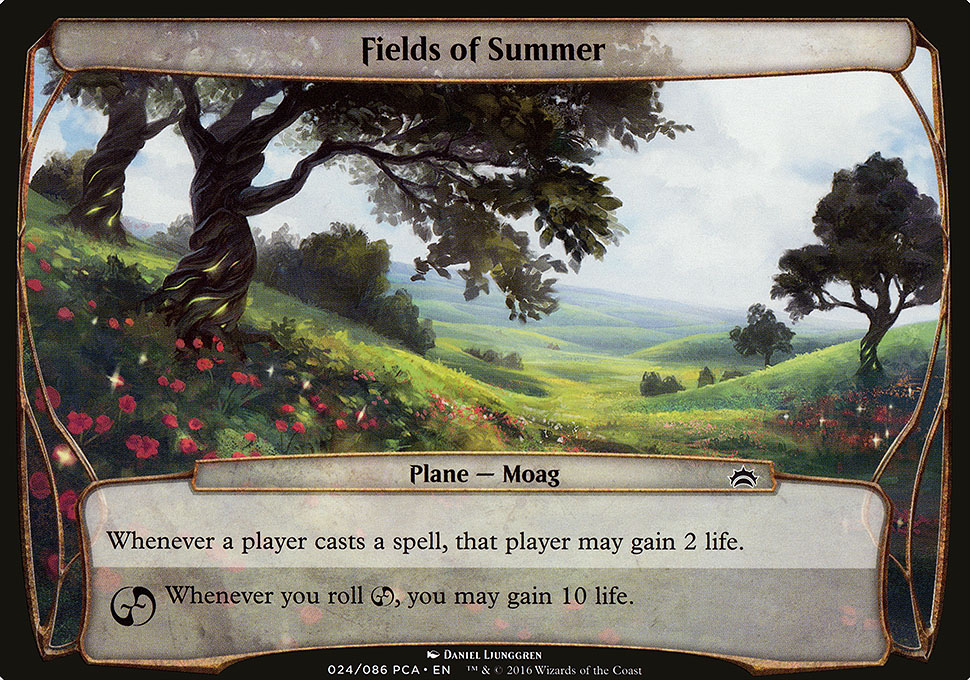 Fields of Summer
Plane — Moag
Whenever a player casts a spell, that player may gain 2 life.
Whenever you roll , you may gain 10 life.
Daniel Ljunggren
024/086 PCA • EN ™ & © 2016 Wizards of the Coast